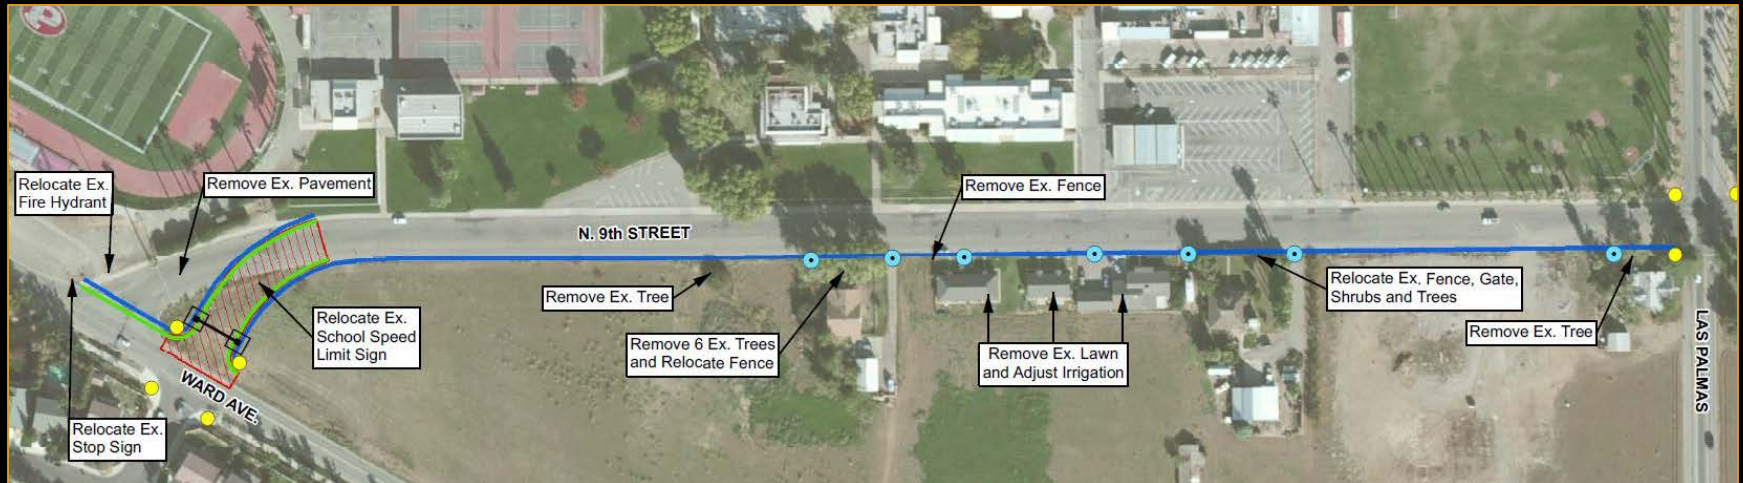 P
Relocate Ex.
Fire Hydrant
Remove Ex. Pavement
Remove Ex. Fence
N. 9th STREET
Remove Ex. Tree
Relocate Ex.
School Speed
Limit Sign
Remove 6 Ex. Trees
and Relocate Fence
Remove Ex. Lawn
and Adjust Irrigation
Relocate Ex. Fence, Gate,
Shrubs and Trees
Remove Ex. Tree
LAS PALMAS
WARD AVE.
Relocate Ex.
Stop Sign